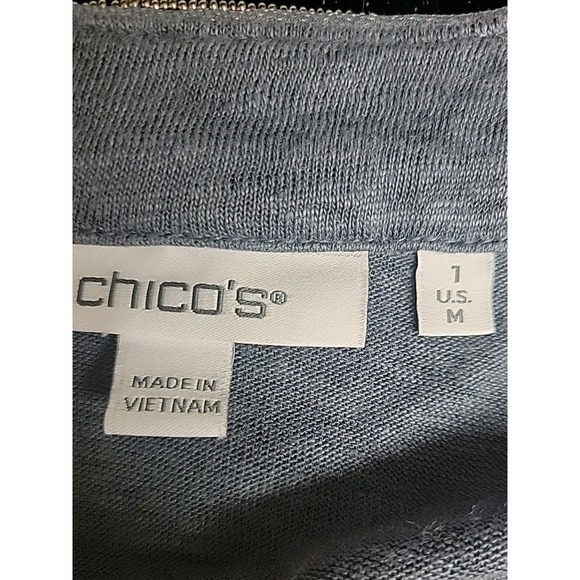 chico's®
1
U.S.
M
MADE IN
VIETNAM